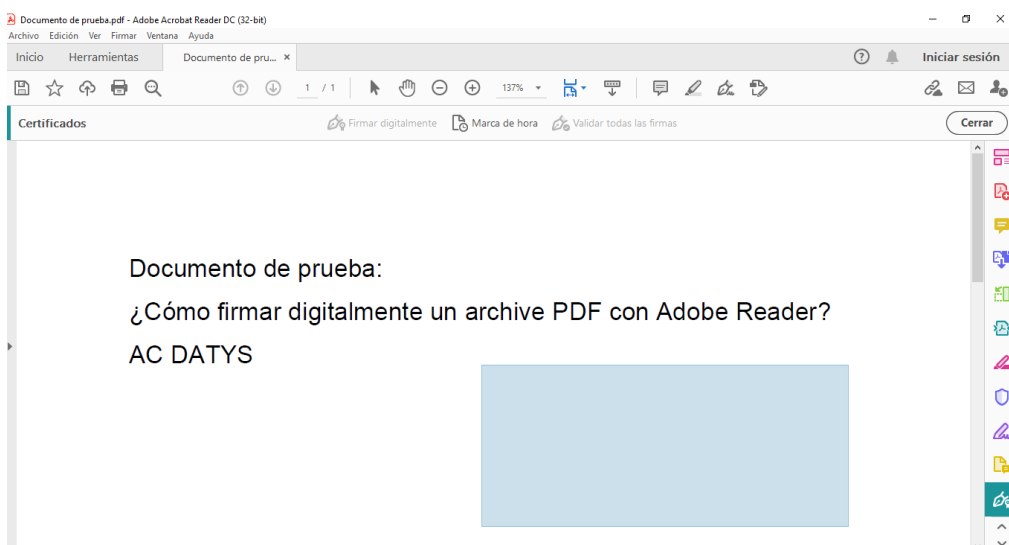 Documento de prueba.pdf - Adobe Acrobat Reader DC (32-bit)
Archivo Edición Ver Firmar Ventana Ayuda
Inicio Herramientas Documento de pru... × Iniciar sesión
1 / 1 137%
Certificados Firmar digitalmente Marca de hora Validar todas las firmas Cerrar
Documento de prueba:
¿Cómo firmar digitalmente un archive PDF con Adobe Reader?
AC DATYS